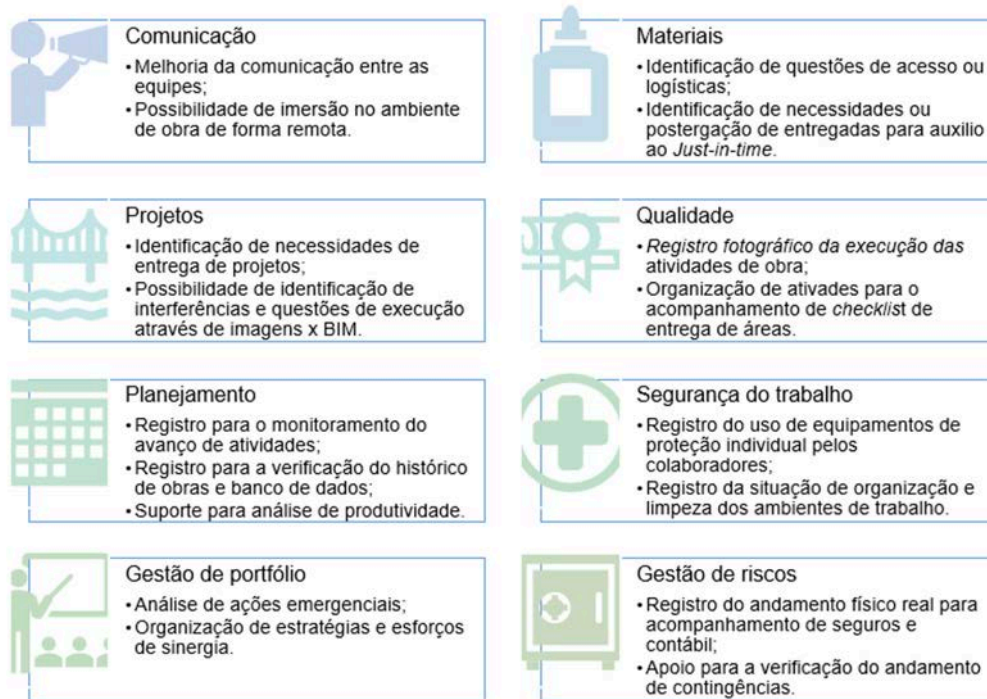 Comunicação
• Melhoria da comunicação entre as
equipes;
• Possibilidade de imersão no ambiente
de obra de forma remota.
Materiais
• Identificação de questões de acesso ou
logísticas;
• Identificação de necessidades ou
postergação de entregadas para auxilio
ao Just-in-time.
Projetos
• Identificação de necessidades de
entrega de projetos;
• Possibilidade de identificação de
interferências e questões de execução
através de imagens x BIM.
Qualidade
• Registro fotográfico da execução das
atividades de obra;
• Organização de ativades para o
acompanhamento de checklist de
entrega de áreas.
Planejamento
• Registro para o monitoramento do
avanço de atividades;
• Registro para a verificação do histórico
de obras e banco de dados;
• Suporte para análise de produtividade.
Segurança do trabalho
• Registro do uso de equipamentos de
proteção individual pelos
colaboradores;
• Registro da situação de organização e
limpeza dos ambientes de trabalho.
Gestão de portfólio
• Análise de ações emergenciais;
• Organização de estratégias e esforços
de sinergia.
Gestão de riscos
• Registro do andamento físico real para
acompanhamento de seguros e
contábil;
• Apoio para a verificação do andamento
de contingências.